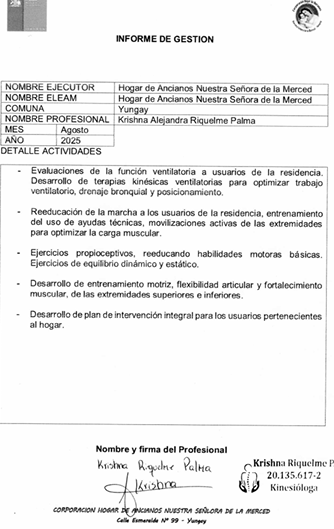 INFORME DE GESTION
NOMBRE EJECUTOR Hogar de Ancianos Nuestra Señora de la Merced
NOMBRE ELEAM Hogar de Ancianos Nuestra Señora de la Merced
COMUNA Yungay
NOMBRE PROFESIONAL Krishna Alejandra Riquelme Palma
MES Agosto
AÑO 2025
DETALLE ACTIVIDADES
- Evaluaciones de la función ventilatoria a usuarios de la residencia.
Desarrollo de terapias kinésicas ventilatorias para optimizar trabajo
ventilatorio, drenaje bronquial y posicionamiento.
- Reeducación de la marcha a los usuarios de la residencia, entrenamiento
del uso de ayudas técnicas, movilizaciones activas de las extremidades
para optimizar la carga muscular.
- Ejercicios propioceptivos, reeducando habilidades motoras básicas.
Ejercicios de equilibrio dinámico y estático.
- Desarrollo de entrenamiento motriz, flexibilidad articular y fortalecimiento
muscular, de las extremidades superiores e inferiores.
- Desarrollo de plan de intervención integral para los usuarios pertenecientes
al hogar.
Nombre y firma del Profesional
Krishna Riquelme Palma
Krishna
Krishna Riquelme P
20.135.617-2
Kinesióloga
CORPORACION HOGAR DE ANCIANOS NUESTRA SEÑLORA DE LA MERCED
Calle Esmeralda Nº 99 - Yungay